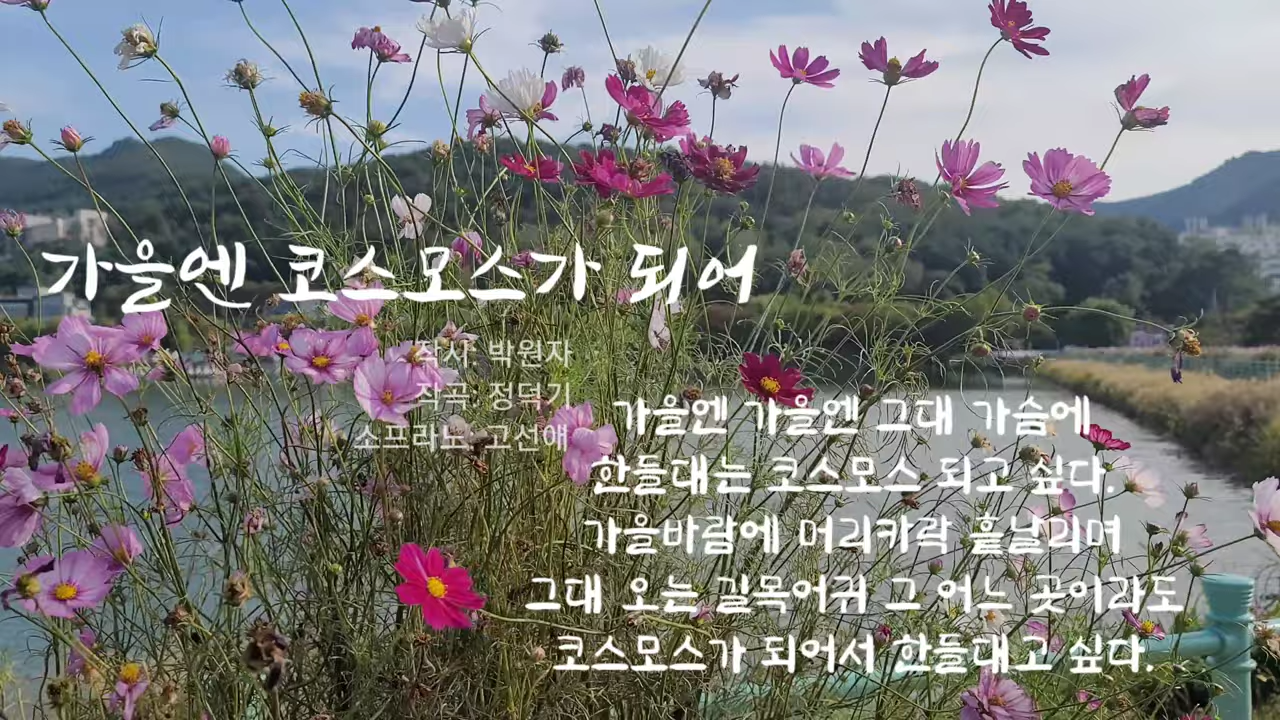 가을엔 코스모스가 되어
작사 박원자
작곡 정덕기
소프라노 고선애
가을엔 가을엔 그대 가슴에
한들대는 코스모스 되고 싶다.
가을바람에 머리카락 흩날리며
그대 오는 길목어귀 그 어느 곳이라도
코스모스가 되어서 한들대고 싶다.